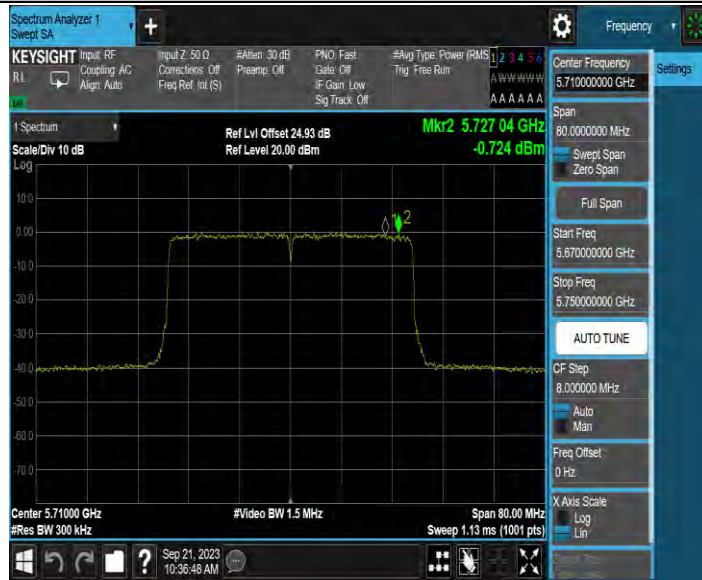 Spectrum Analyzer 1
Swept SA
+
Frequency
KEYSIGHT
RL
Input: RF
Coupling: AC
Align: Auto
Input Z: 50 Ω
Corrections: Off
Freq Ref: Int (S)
#Atten: 30 dB
Preamp: Off
PNO: Fast
Gate: Off
IF Gain: Low
Sig Track: Off
#Avg Type: Power (RMS
Trig: Free Run
1 2 3 4 5 6
A W W W W W
A A A A A A
Center Frequency
5.710000000 GHz
Settings
Span
80.0000000 MHz
Swept Span
Zero Span
Full Span
Start Freq
5.670000000 GHz
Stop Freq
5.750000000 GHz
AUTO TUNE
CF Step
8.000000 MHz
Auto
Man
Freq Offset
0 Hz
X Axis Scale
Log
Lin
1 Spectrum
Scale/Div 10 dB
Ref Lvl Offset 24.93 dB
Ref Level 20.00 dBm
Mkr2 5.727 04 GHz
-0.724 dBm
Log
10.0
0.00
-10.0
-20.0
-30.0
-40.0
-50.0
-60.0
-70.0
1
2
Center 5.71000 GHz
#Res BW 300 kHz
#Video BW 1.5 MHz
Span 80.00 MHz
Sweep 1.13 ms (1001 pts)
?
Sep 21, 2023
10:36:48 AM